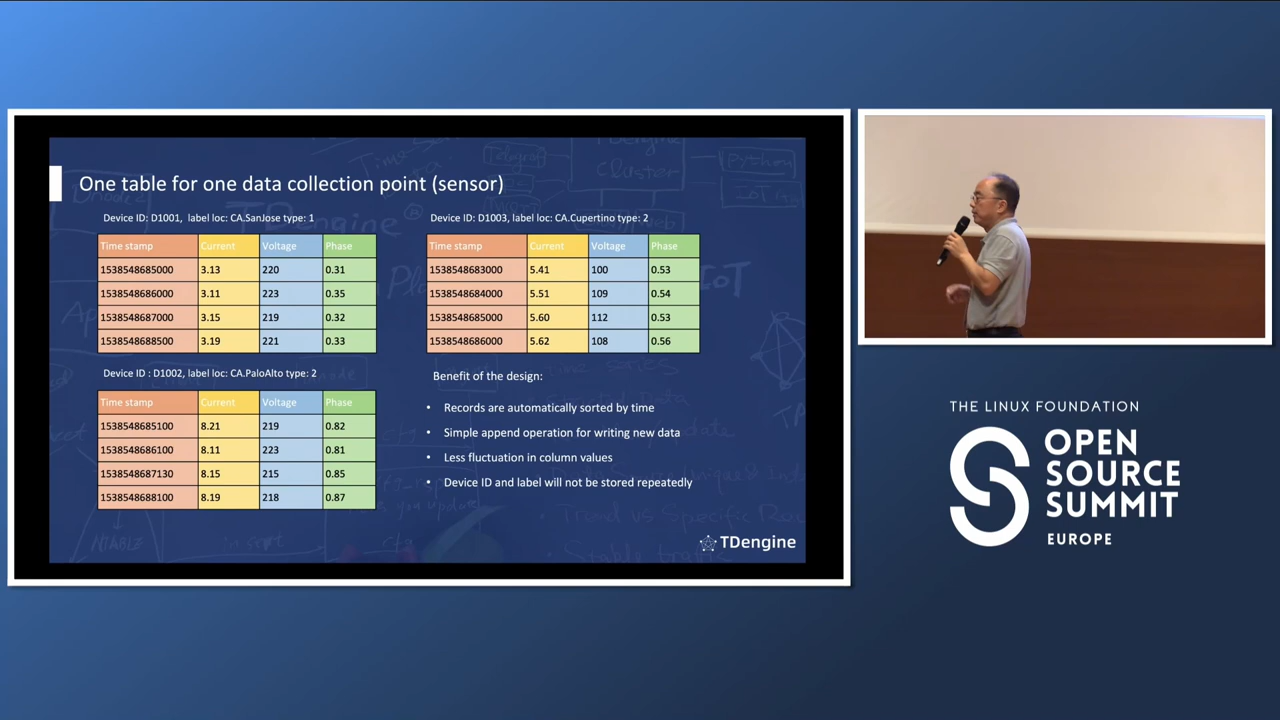 One table for one data collection point (sensor)
Device ID: D1001, label loc: CA.SanJose type: 1
Time stamp Current Voltage Phase
1538548685000 3.13 220 0.31
1538548686000 3.11 223 0.35
1538548687000 3.15 219 0.32
1538548688500 3.19 221 0.33
Device ID : D1002, label loc: CA.PaloAlto type: 2
Time stamp Current Voltage Phase
1538548685100 8.21 219 0.82
1538548686100 8.11 223 0.81
1538548687130 8.15 215 0.85
1538548688100 8.19 218 0.87
Device ID: D1003, label loc: CA.Cupertino type: 2
Time stamp Current Voltage Phase
1538548683000 5.41 100 0.53
1538548684000 5.51 109 0.54
1538548685000 5.60 112 0.53
1538548686000 5.62 108 0.56
Benefit of the design:
• Records are automatically sorted by time
• Simple append operation for writing new data
• Less fluctuation in column values
• Device ID and label will not be stored repeatedly
TDengine
THE LINUX FOUNDATION
OPEN
SOURCE
SUMMIT
EUROPE